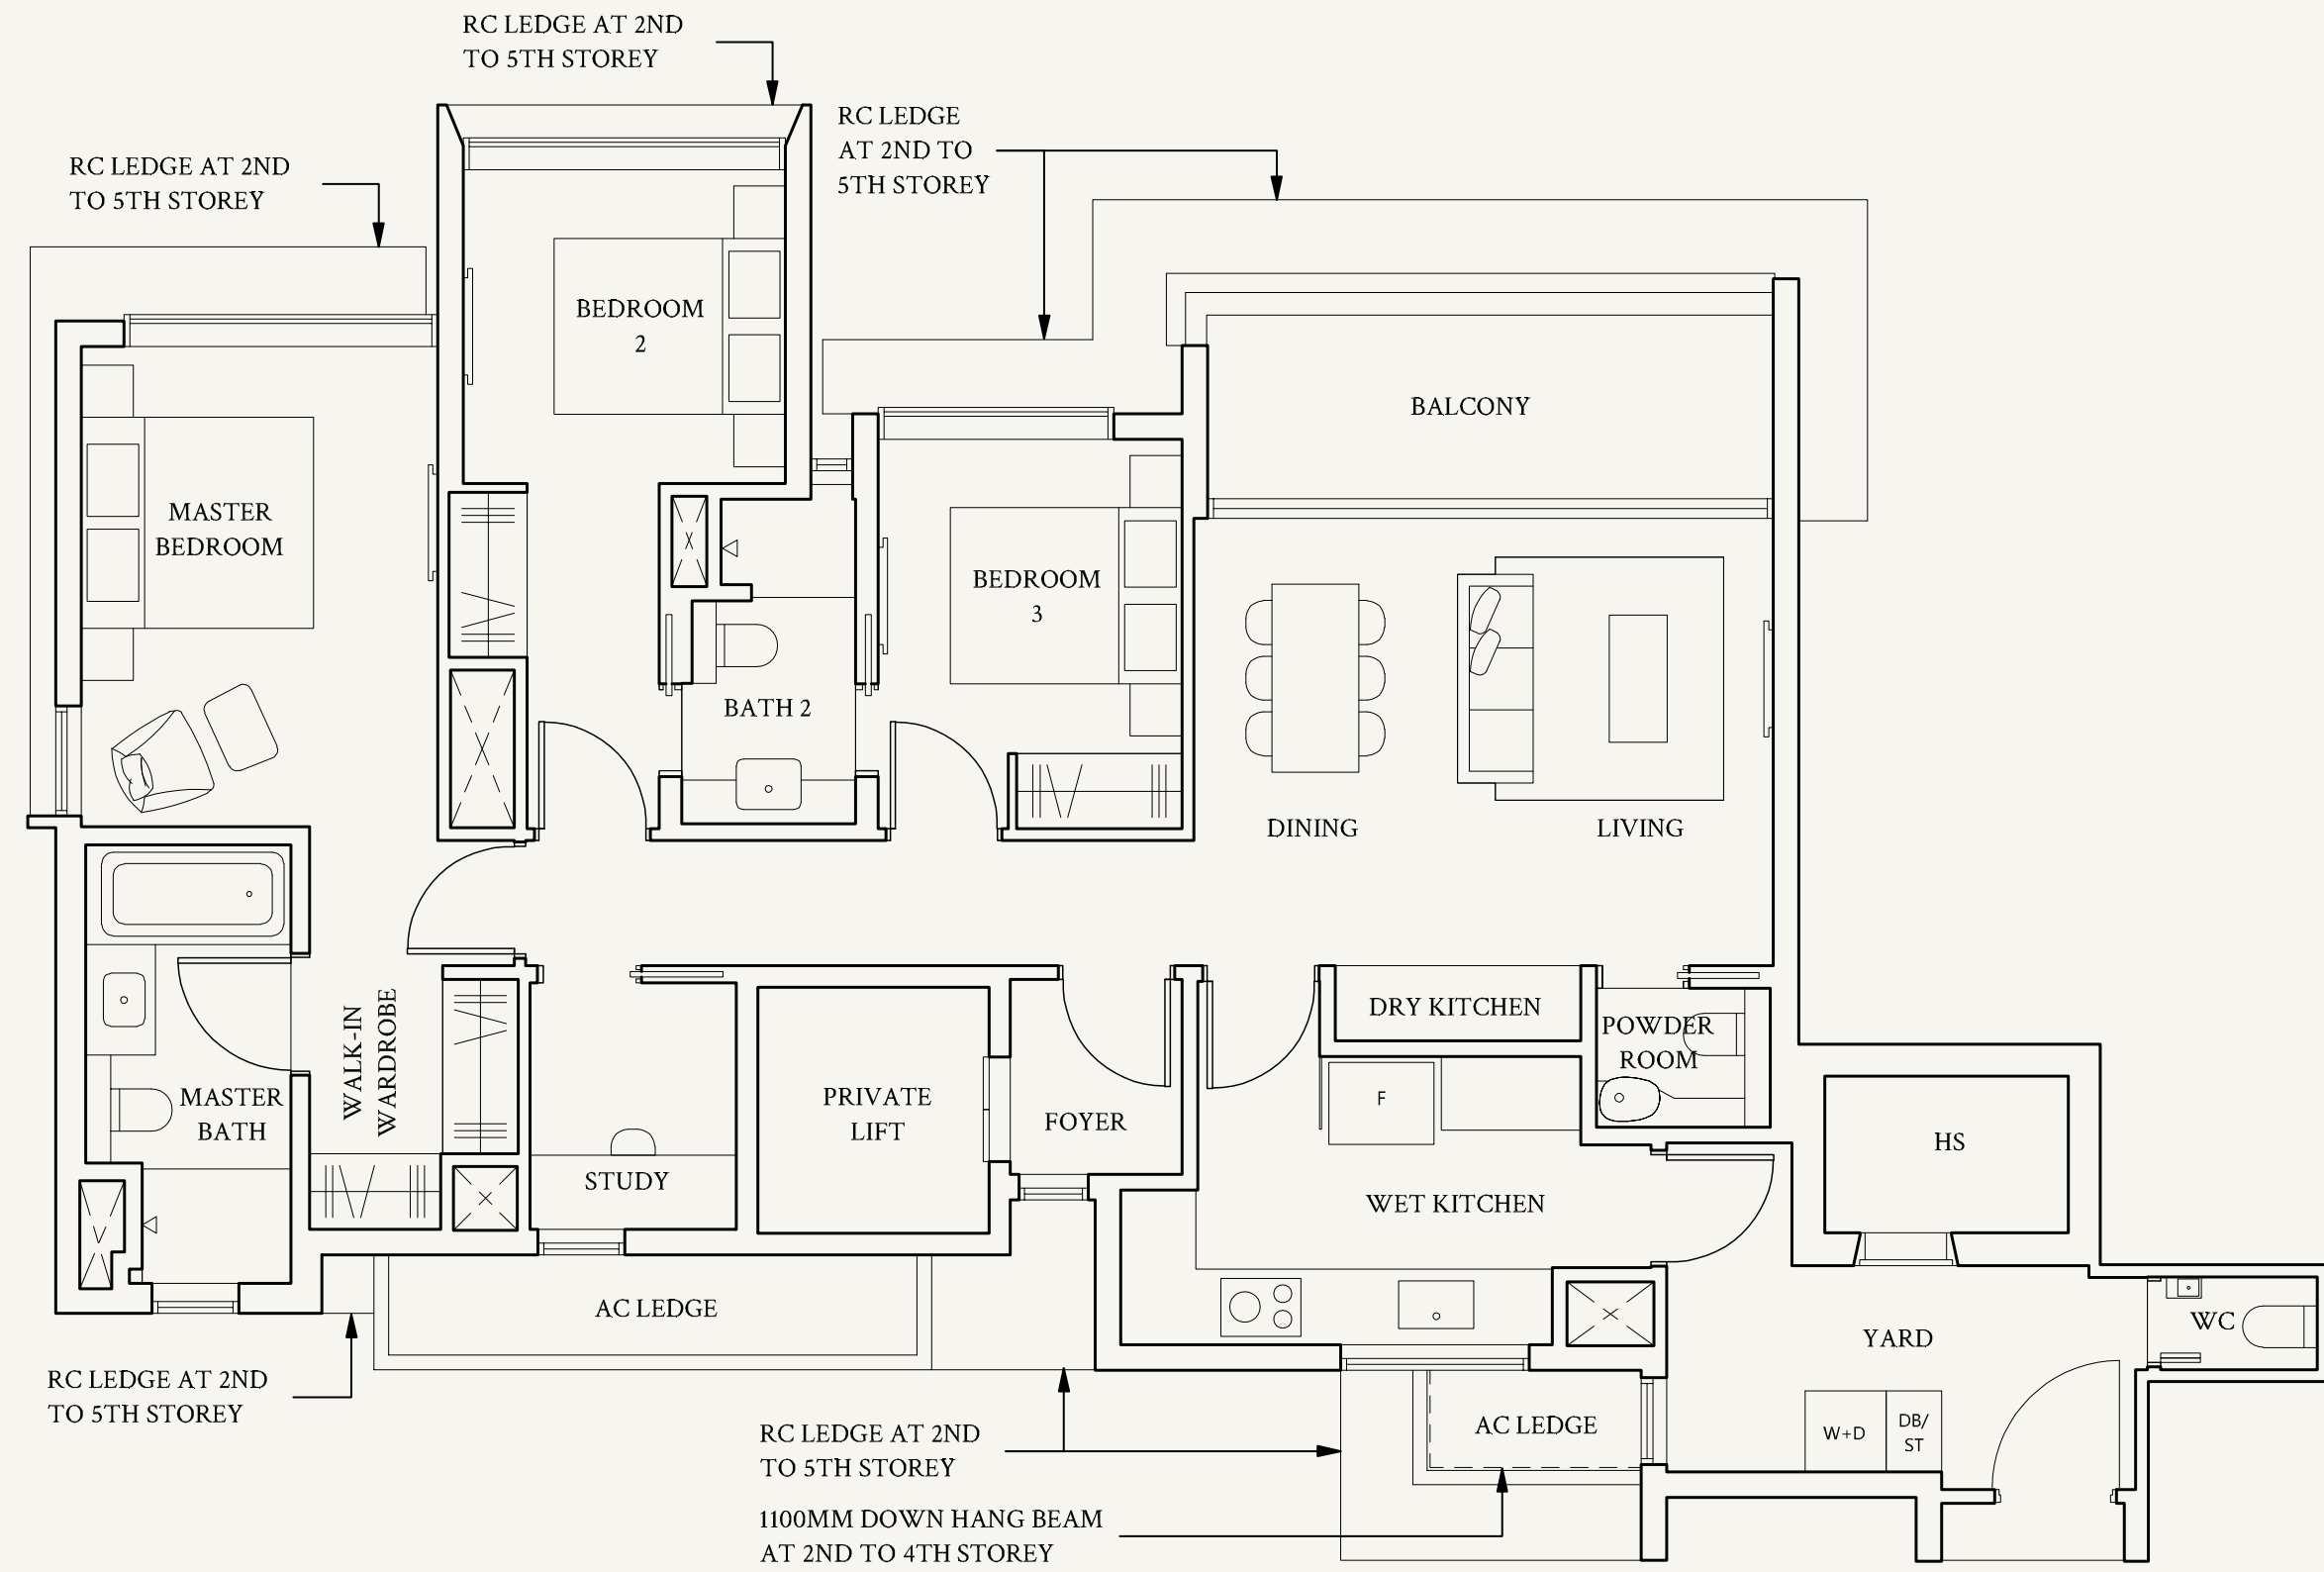 RC LEDGE AT 2ND
TO 5TH STOREY
RC LEDGE
AT 2ND TO
5TH STOREY
RC LEDGE AT 2ND
TO 5TH STOREY
BEDROOM
2
BALCONY
MASTER
BEDROOM
BEDROOM
3
BATH 2
DINING
LIVING
WALK-IN
WARDROBE
MASTER
BATH
STUDY
PRIVATE
LIFT
FOYER
DRY KITCHEN
POWDER
ROOM
F
WET KITCHEN
HS
AC LEDGE
YARD
WC
RC LEDGE AT 2ND
TO 5TH STOREY
AC LEDGE
W+D
DB/
ST
RC LEDGE AT 2ND
TO 5TH STOREY
1100MM DOWN HANG BEAM
AT 2ND TO 4TH STOREY